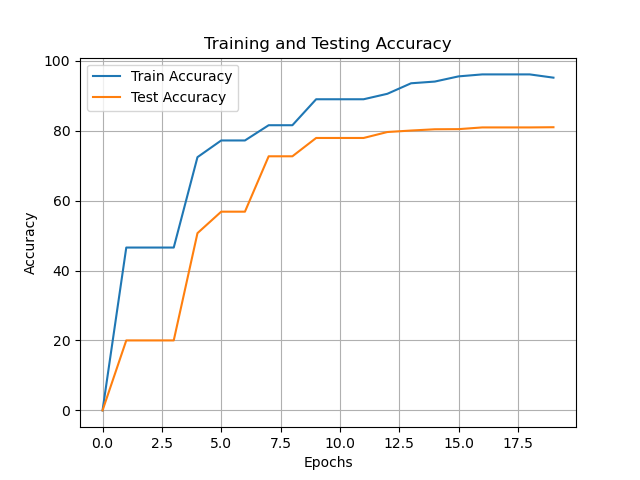 Training and Testing Accuracy
Train Accuracy
Test Accuracy
100
80
60
40
20
0
Accuracy
0.0 2.5 5.0 7.5 10.0 12.5 15.0 17.5
Epochs